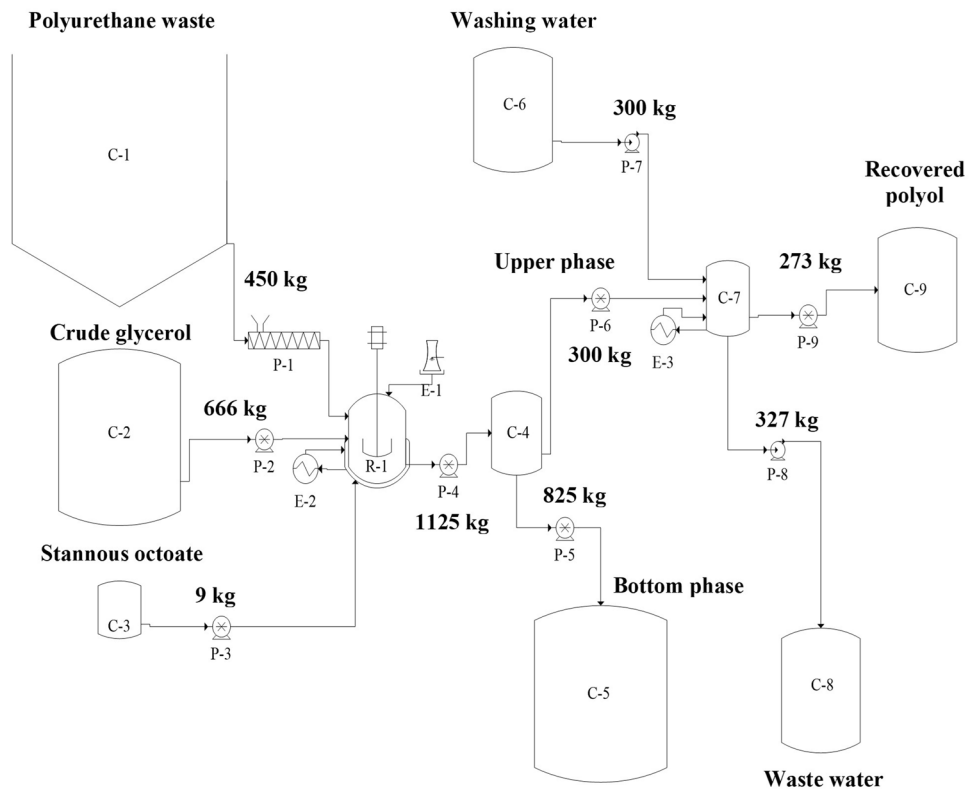 Polyurethane waste
Washing water
C-6
300 kg
P-7
C-1
Recovered
polyol
450 kg
Upper phase
273 kg
C-7
C-9
P-6
P-9
Crude glycerol
P-1
E-1
300 kg
E-3
666 kg
C-2
C-4
327 kg
P-2
R-1
P-8
E-2
P-4
1125 kg
825 kg
P-5
Stannous octoate
9 kg
Bottom phase
C-3
P-3
C-5
C-8
Waste water